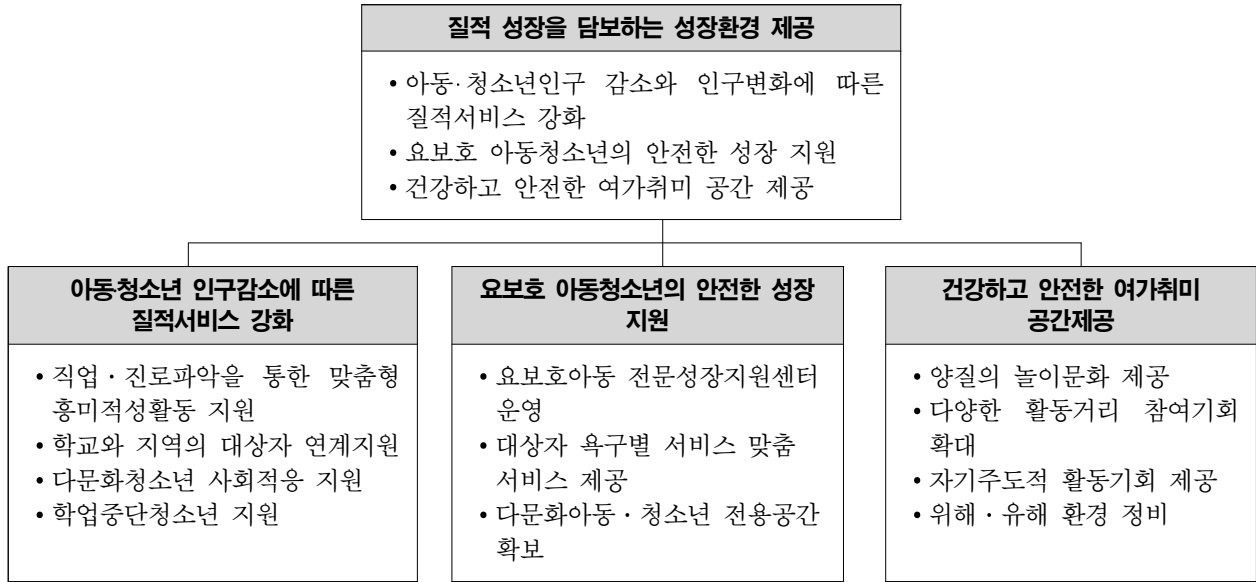 질적 성장을 담보하는 성장환경 제공
• 아동·청소년인구 감소와 인구변화에 따른
질적서비스 강화
• 요보호 아동청소년의 안전한 성장 지원
• 건강하고 안전한 여가취미 공간 제공
아동청소년 인구감소에 따른
질적서비스 강화
• 직업·진로파악을 통한 맞춤형
흥미적성활동 지원
• 학교와 지역의 대상자 연계지원
• 다문화청소년 사회적응 지원
• 학업중단청소년 지원
요보호 아동청소년의 안전한 성장
지원
• 요보호아동 전문성장지원센터
운영
• 대상자 욕구별 서비스 맞춤
서비스 제공
• 다문화아동·청소년 전용공간
확보
건강하고 안전한 여가취미
공간제공
• 양질의 놀이문화 제공
• 다양한 활동거리 참여기회
확대
• 자기주도적 활동기회 제공
• 위해·유해 환경 정비